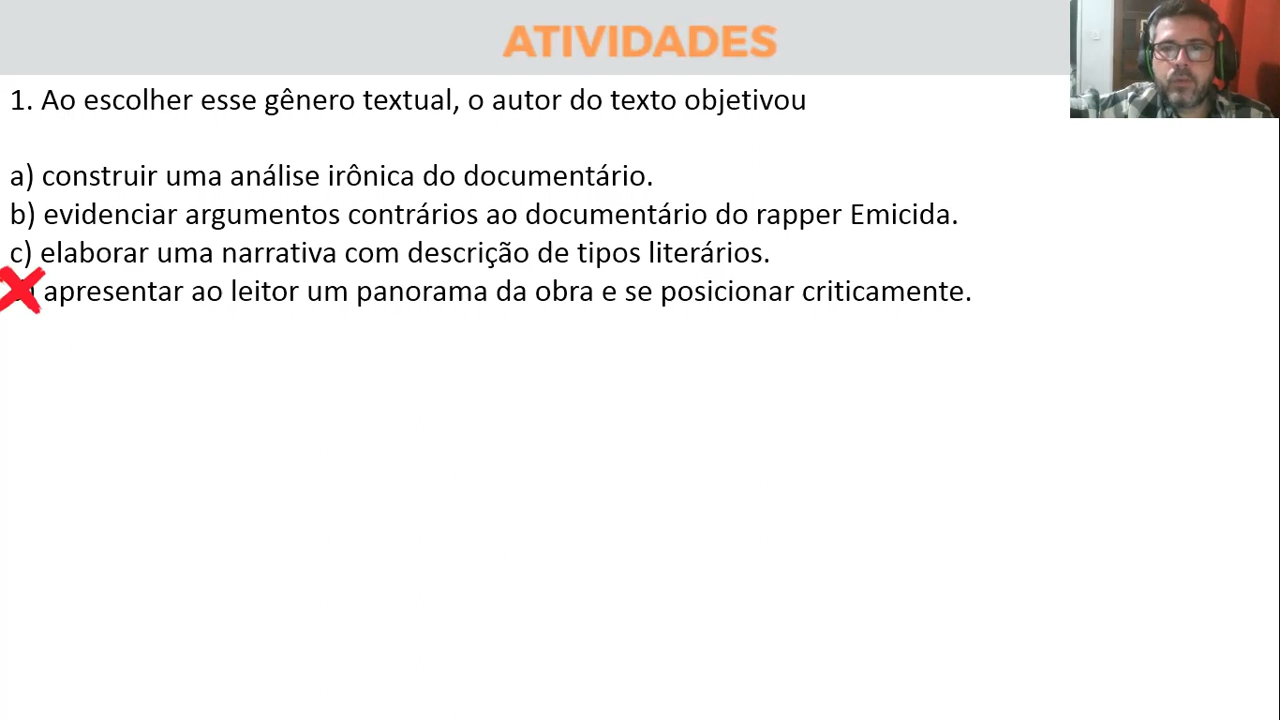 ATIVIDADES
1. Ao escolher esse gênero textual, o autor do texto objetivou
a) construir uma análise irônica do documentário.
b) evidenciar argumentos contrários ao documentário do rapper Emicida.
c) elaborar uma narrativa com descrição de tipos literários.
apresentar ao leitor um panorama da obra e se posicionar criticamente.